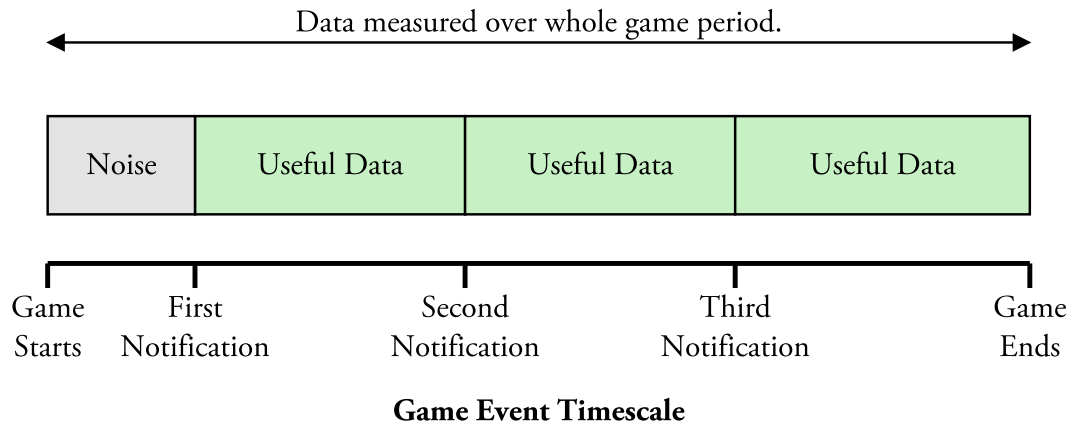 Data measured over whole game period.
Noise
Useful Data
Useful Data
Useful Data
Game
Starts
First
Notification
Second
Notification
Third
Notification
Game
Ends
Game Event Timescale